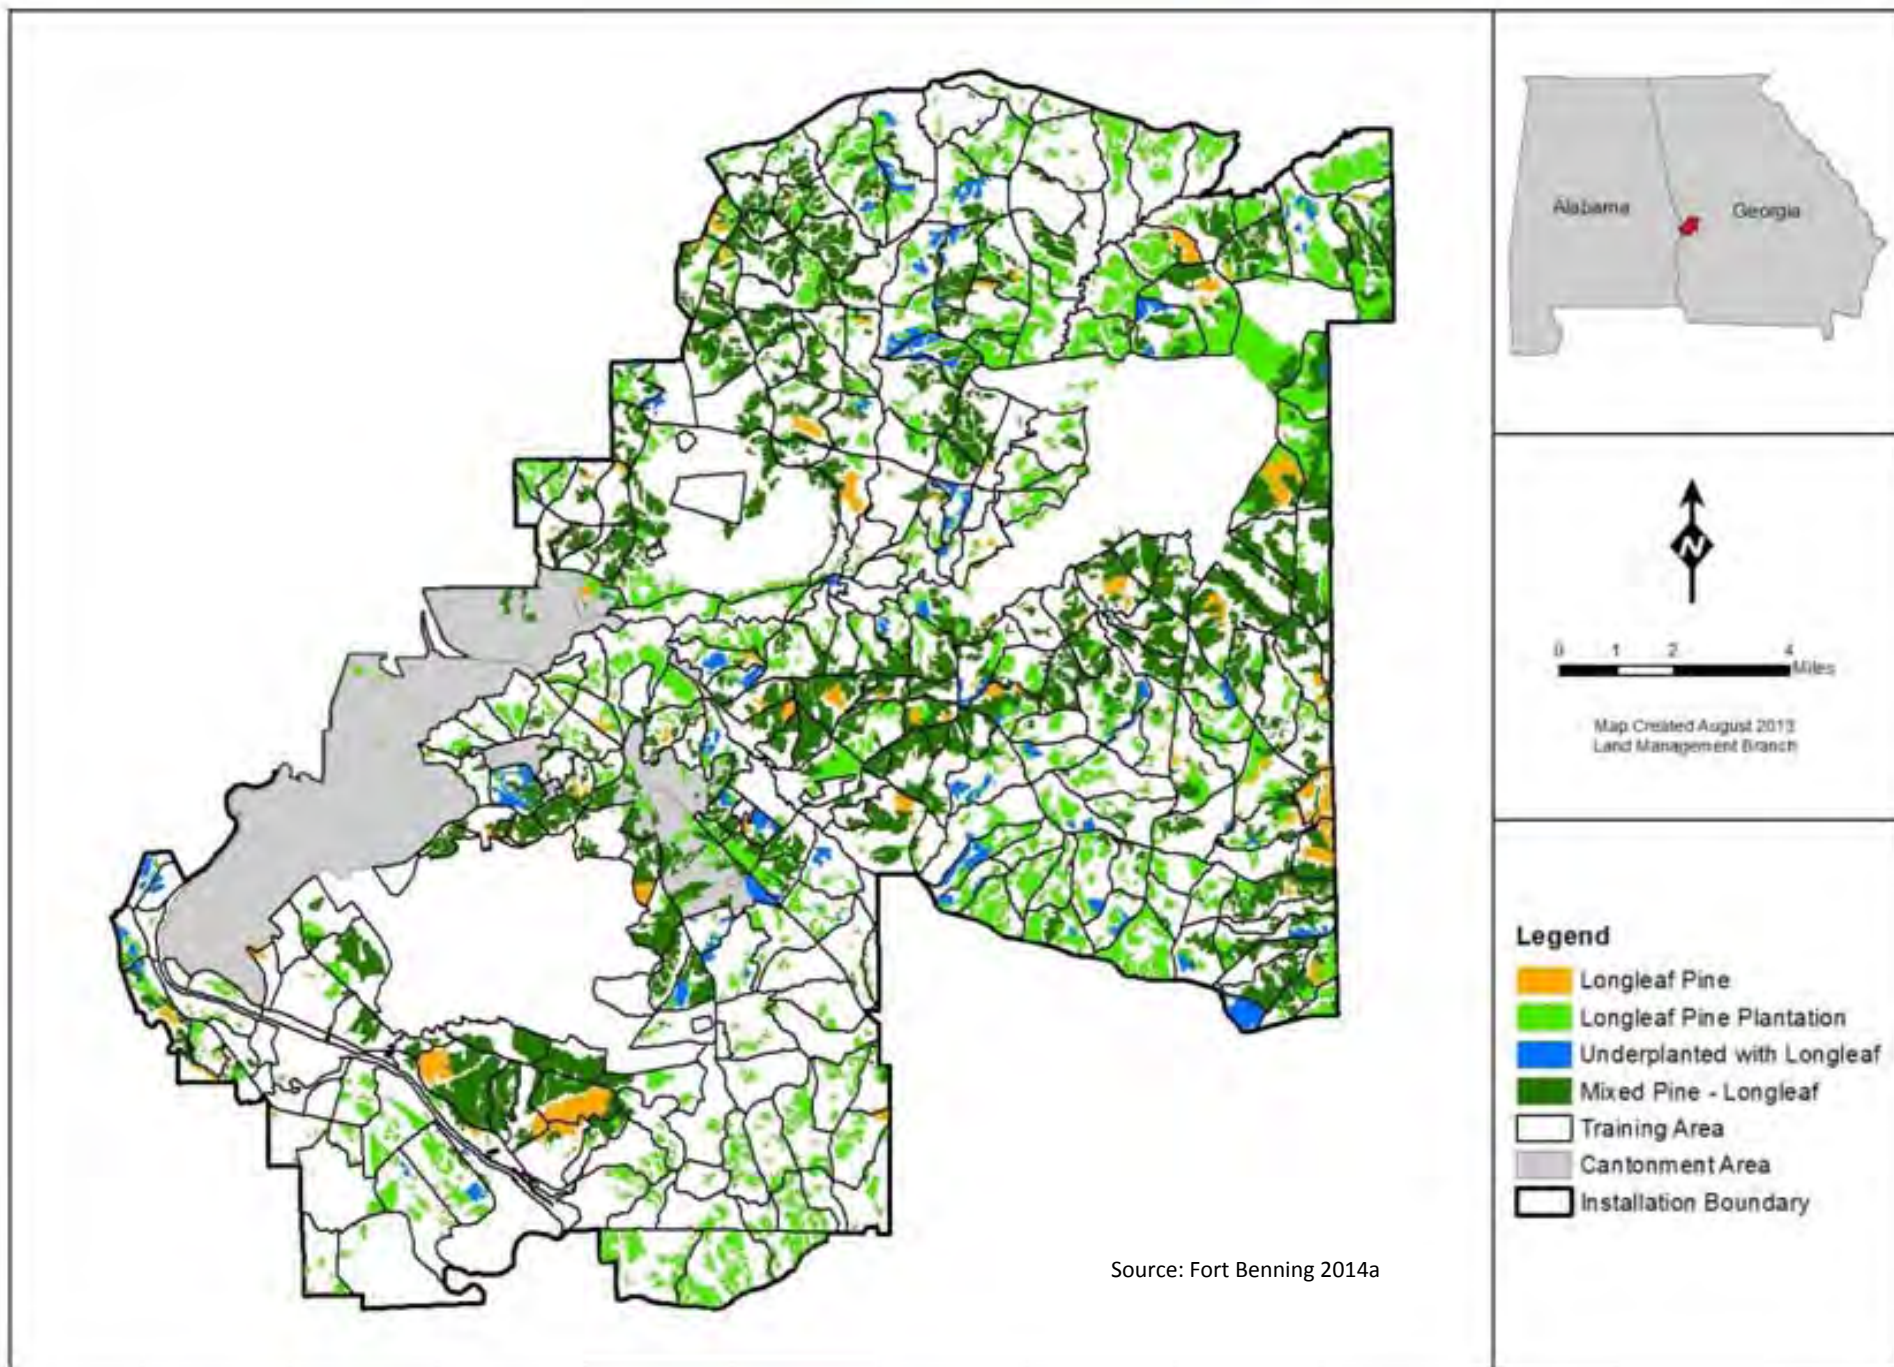 Alabama
Georgia
N
0 1 2 4
Miles
Map Created August 2013
Land Management Branch
Legend
Longleaf Pine
Longleaf Pine Plantation
Underplanted with Longleaf
Mixed Pine - Longleaf
Training Area
Cantonment Area
Installation Boundary
Source: Fort Benning 2014a